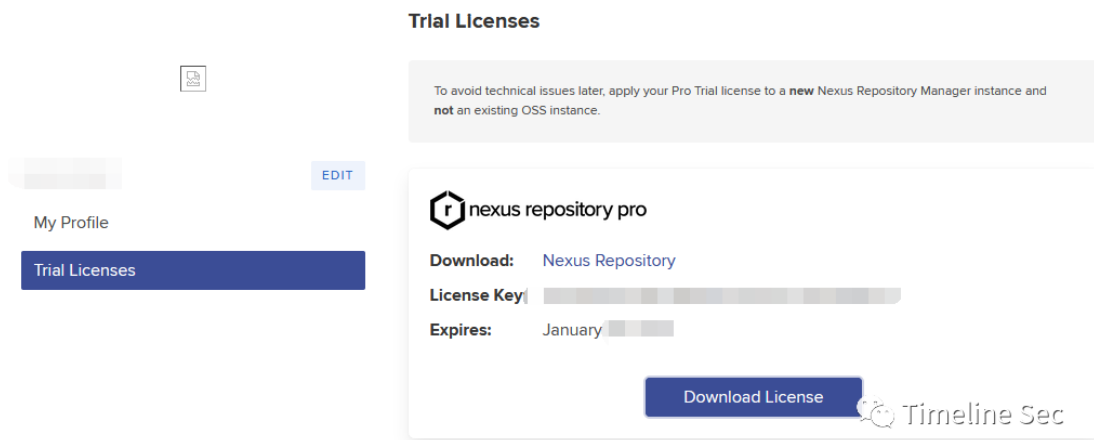 Trial Licenses
To avoid technical issues later, apply your Pro Trial license to a new Nexus Repository Manager instance and
not an existing OSS instance.
EDIT
My Profile
Trial Licenses
r nexus repository pro
Download: Nexus Repository
License Key
Expires: January
Download License
Timeline Sec